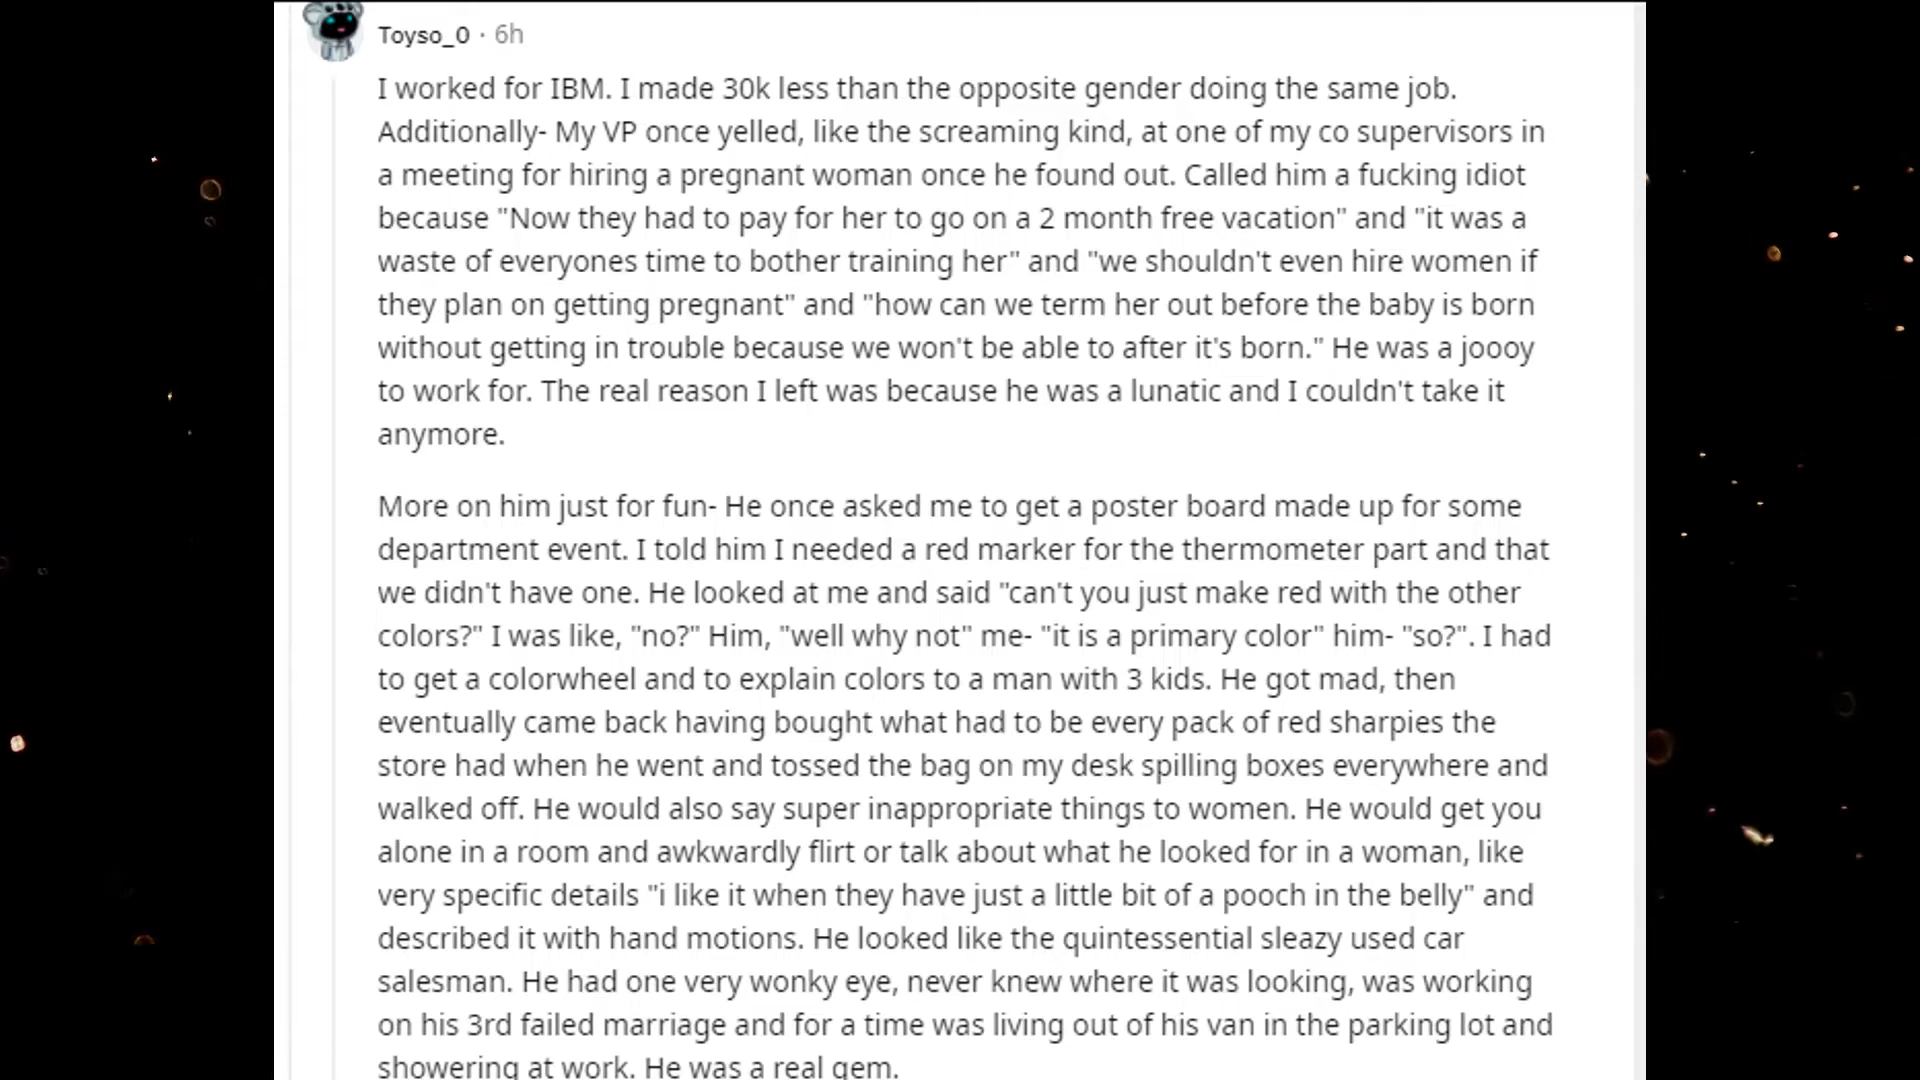 Toyso_0 · 6h
I worked for IBM. I made 30k less than the opposite gender doing the same job.
Additionally- My VP once yelled, like the screaming kind, at one of my co supervisors in
a meeting for hiring a pregnant woman once he found out. Called him a fucking idiot
because "Now they had to pay for her to go on a 2 month free vacation" and "it was a
waste of everyones time to bother training her" and "we shouldn't even hire women if
they plan on getting pregnant" and "how can we term her out before the baby is born
without getting in trouble because we won't be able to after it's born." He was a joooy
to work for. The real reason I left was because he was a lunatic and I couldn't take it
anymore.
More on him just for fun- He once asked me to get a poster board made up for some
department event. I told him I needed a red marker for the thermometer part and that
we didn't have one. He looked at me and said "can't you just make red with the other
colors?" I was like, "no?" Him, "well why not" me- "it is a primary color" him- "so?". I had
to get a colorwheel and to explain colors to a man with 3 kids. He got mad, then
eventually came back having bought what had to be every pack of red sharpies the
store had when he went and tossed the bag on my desk spilling boxes everywhere and
walked off. He would also say super inappropriate things to women. He would get you
alone in a room and awkwardly flirt or talk about what he looked for in a woman, like
very specific details "i like it when they have just a little bit of a pooch in the belly" and
described it with hand motions. He looked like the quintessential sleazy used car
salesman. He had one very wonky eye, never knew where it was looking, was working
on his 3rd failed marriage and for a time was living out of his van in the parking lot and
showering at work. He was a real gem.